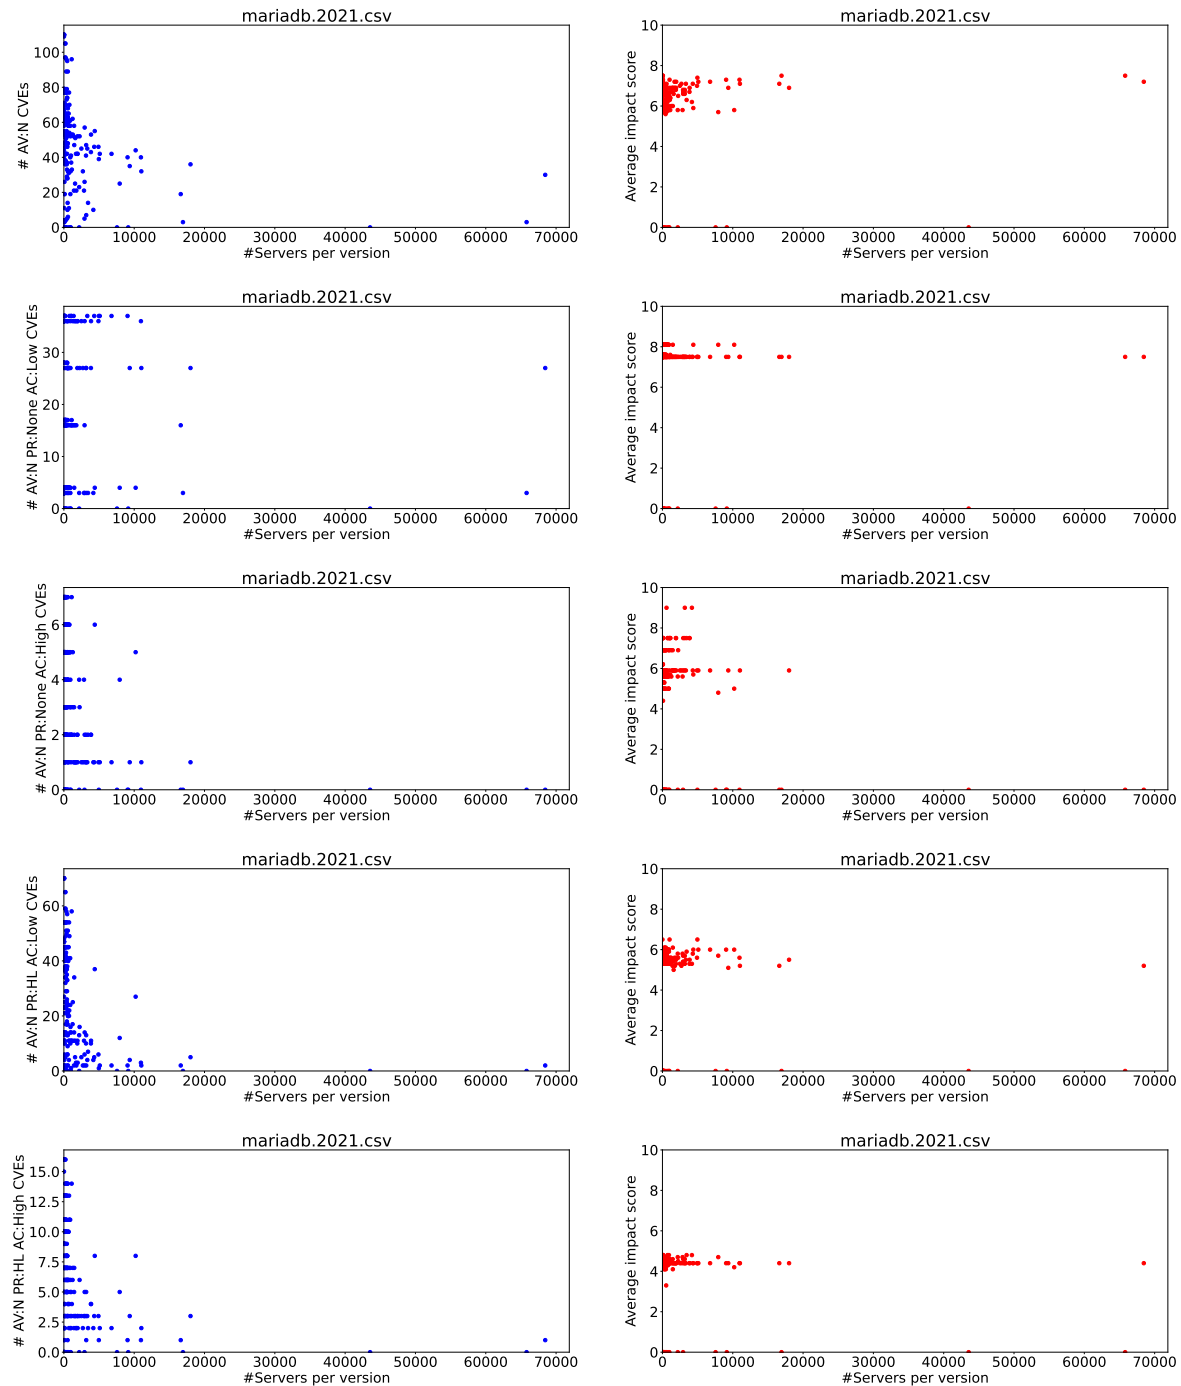 mariadb.2021.csv
# AV:N CVEs
100
80
60
40
20
0
0 10000 20000 30000 40000 50000 60000 70000
#Servers per version
mariadb.2021.csv
Average impact score
10
8
6
4
2
0
0 10000 20000 30000 40000 50000 60000 70000
#Servers per version
mariadb.2021.csv
# AV:N PR:None AC:Low CVEs
30
20
10
0
0 10000 20000 30000 40000 50000 60000 70000
#Servers per version
mariadb.2021.csv
Average impact score
10
8
6
4
2
0
0 10000 20000 30000 40000 50000 60000 70000
#Servers per version
mariadb.2021.csv
# AV:N PR:None AC:High CVEs
6
4
2
0
0 10000 20000 30000 40000 50000 60000 70000
#Servers per version
mariadb.2021.csv
Average impact score
10
8
6
4
2
0
0 10000 20000 30000 40000 50000 60000 70000
#Servers per version
mariadb.2021.csv
# AV:N PR:HL AC:Low CVEs
60
40
20
0
0 10000 20000 30000 40000 50000 60000 70000
#Servers per version
mariadb.2021.csv
Average impact score
10
8
6
4
2
0
0 10000 20000 30000 40000 50000 60000 70000
#Servers per version
mariadb.2021.csv
# AV:N PR:HL AC:High CVEs
15.0
12.5
10.0
7.5
5.0
2.5
0.0
0 10000 20000 30000 40000 50000 60000 70000
#Servers per version
mariadb.2021.csv
Average impact score
10
8
6
4
2
0
0 10000 20000 30000 40000 50000 60000 70000
#Servers per version